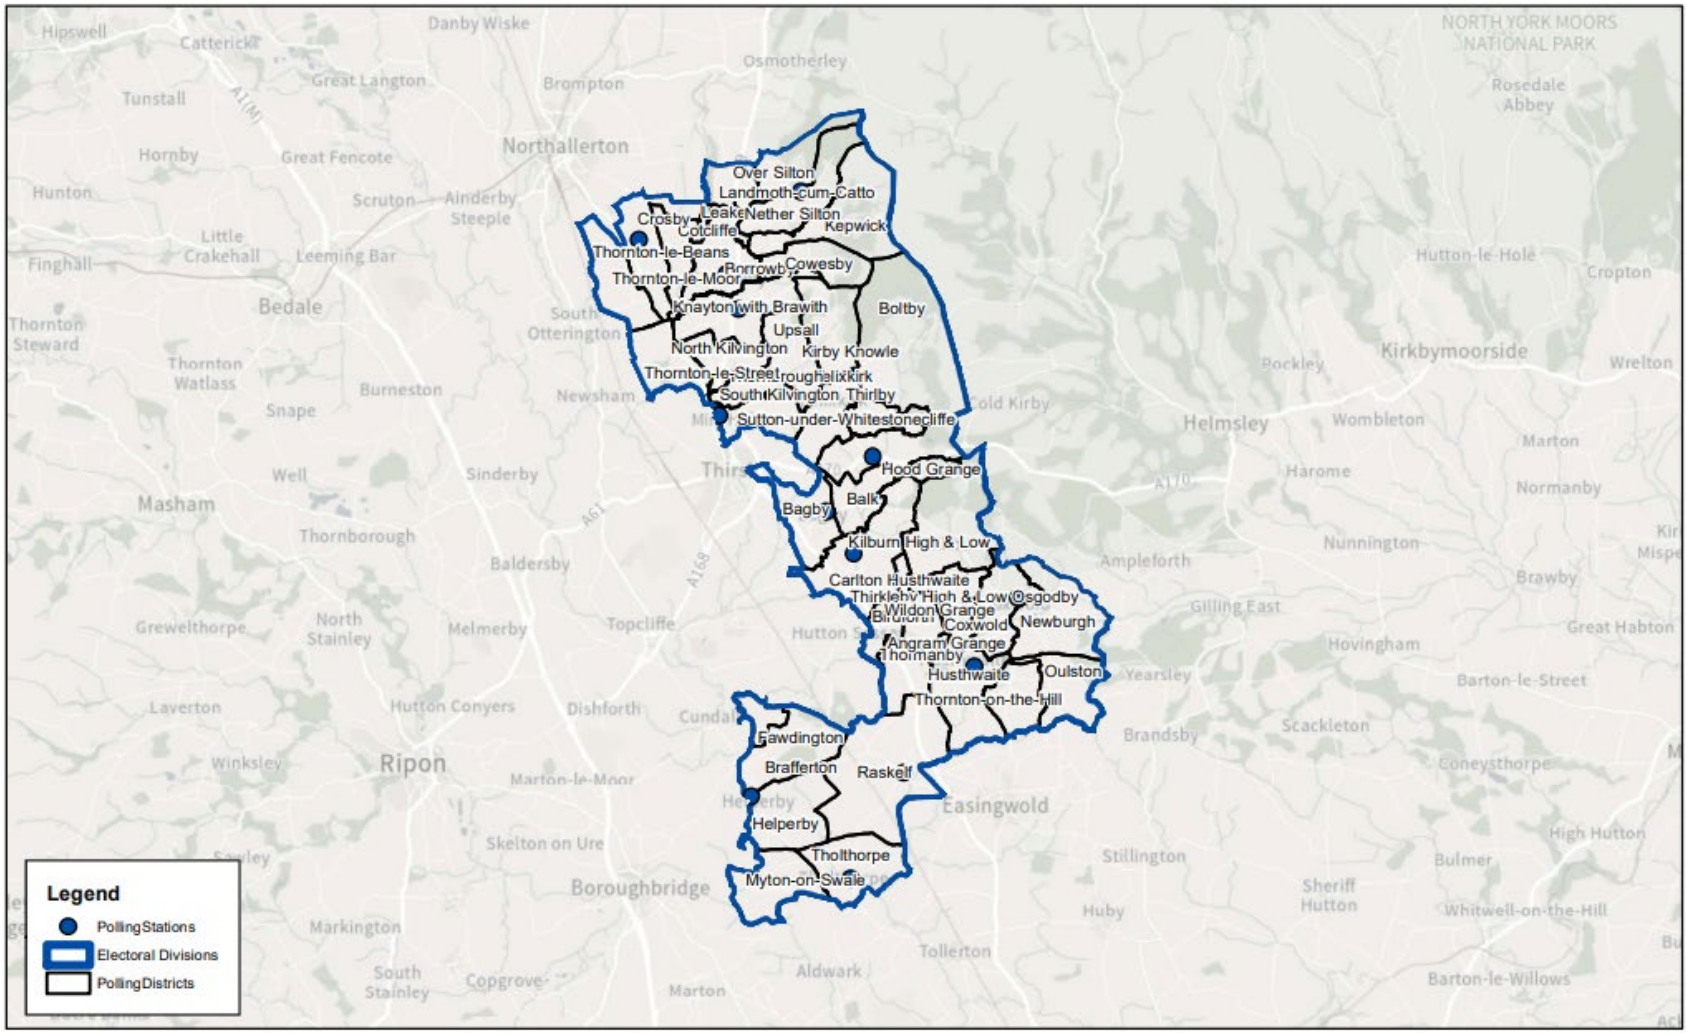 NORTH YORK MOORS
NATIONAL PARK
Danby Wiske
Hipswell
Catterick
Osmotherley
Great Langton
Brompton
Rosedale
Abbey
Tunstall
A1(M)
Northallerton
Hornby
Great Fencote
Over Silton
Hunton
Scruton
Ainderby
Steeple
Landmoth-cum-Catto
Crosby
Leake
Nether Silton
Kepwick
Cotcliffe
Little
Crakehall
Leeming Bar
Thornton-le-Beans
Hutton-le-Hole
Finghall
Borrowby
Cowesby
Cropton
Thornton-le-Moor
Bedale
Knayton with Brawith
Boltby
South
Otterington
Thornton
Steward
Upsall
North Kilvington
Kirby Knowle
Kirkbymoorside
Thornton
Watlass
Pockley
Wrelton
Thornton-le-Street
Burneston
Newsham
South Kilvington
Thirlby
Snape
Cold Kirby
Sutton-under-Whitestonecliffe
Helmsley
Wombleton
Marton
Well
Sinderby
Hood Grange
Harome
A170
Normanby
Masham
Balk
Bagby
A61
Thornborough
Kilburn High & Low
Nunnington
Baldersby
A168
Ampleforth
Carlton Husthwaite
Brawby
Thirkleby High & Low
Osgodby
Gilling East
Wildon Grange
Birdforth
Coxwold
Newburgh
Grewelthorpe
North
Stainley
Melmerby
Topcliffe
Great Habton
Angram Grange
Hovingham
Thormanby
Husthwaite
Oulston
Yearsley
Barton-le-Street
Thornton-on-the-Hill
Laverton
Hutton Conyers
Dishforth
Scackleton
Brandsby
Fawdington
Winksley
Ripon
Brafferton
Raskelf
Coneysthorpe
Marton-le-Moor
Easingwold
Helperby
High Hutton
Skelton on Ure
Tholthorpe
Stillington
Bulmer
Myton-on-Swale
Boroughbridge
Sheriff
Hutton
Legend
PollingStations
Electoral Divisions
PollingDistricts
Huby
Whitwell-on-the-Hill
Markington
Tollerton
South
Stainley
Copgrove
Aldwark
Marton
Barton-le-Willows